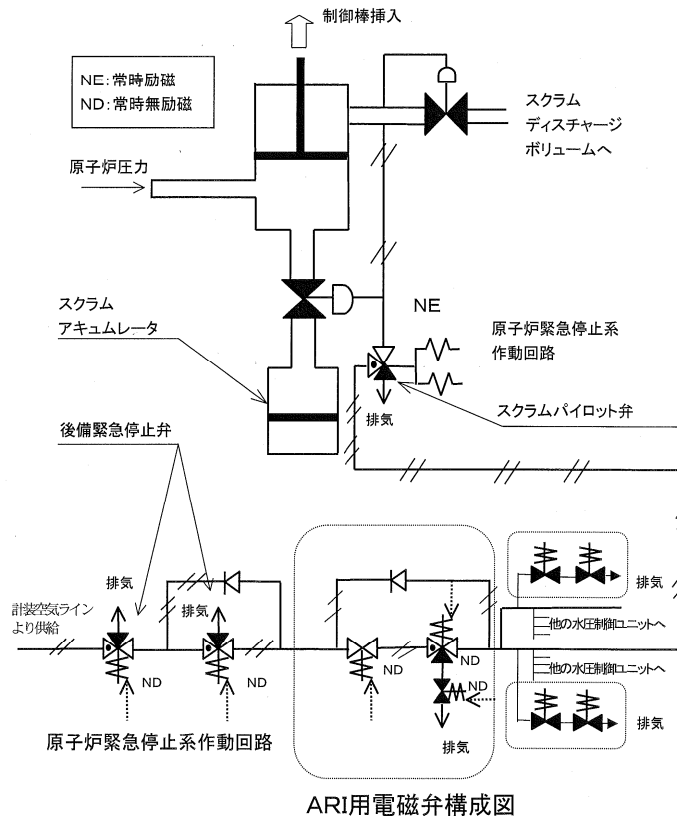 制御棒挿入
NE：常時励磁
ND：常時無励磁
スクラム
ディスチャージ
ボリュームへ
原子炉圧力
スクラム
アキュムレータ
NE
原子炉緊急停止系
作動回路
排気
スクラムパイロット弁
後備緊急停止弁
排気
排気
計装空気ライン
より供給
ND
ND
原子炉緊急停止系作動回路
ND
ND
ND
排気
排気
他の水圧制御ユニットへ
他の水圧制御ユニットへ
排気
ARI用電磁弁構成図